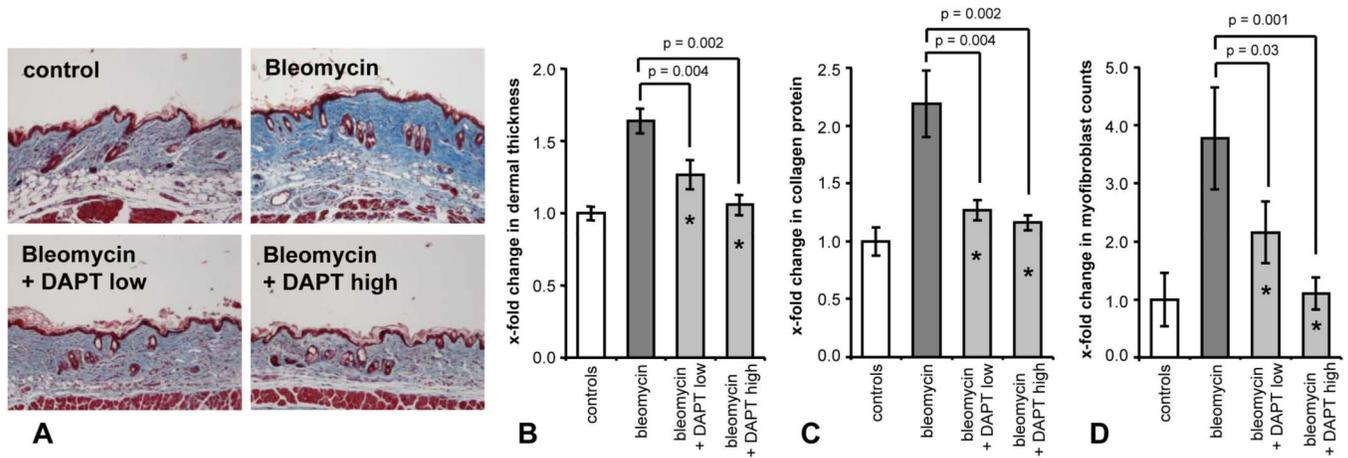 control
Bleomycin
Bleomycin
+ DAPT low
Bleomycin
+ DAPT high
A
x-fold change in dermal thickness
2.0
1.5
1.0
0.5
0.0
p = 0.002
p = 0.004
*
*
controls
bleomycin
bleomycin
+ DAPT low
bleomycin
+ DAPT high
B
x-fold change in collagen protein
2.5
2.0
1.5
1.0
0.5
0.0
p = 0.002
p = 0.004
*
*
controls
bleomycin
bleomycin
+ DAPT low
bleomycin
+ DAPT high
C
x-fold change in myofibroblast counts
5.0
4.0
3.0
2.0
1.0
0.0
p = 0.001
p = 0.03
*
*
controls
bleomycin
bleomycin
+ DAPT low
bleomycin
+ DAPT high
D